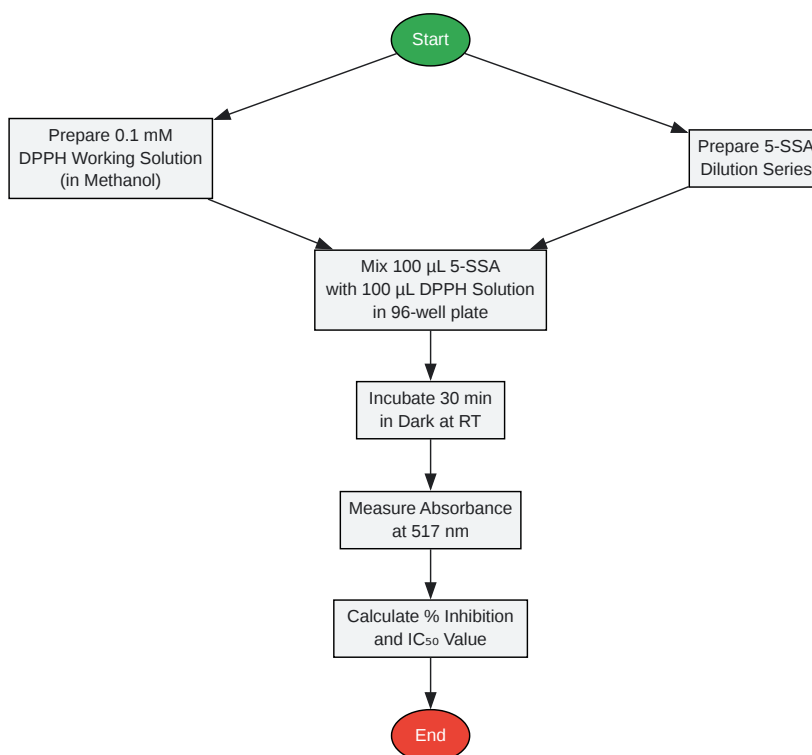 Start
Prepare 0.1 mM
DPPH Working Solution
(in Methanol)
Prepare 5-SSA
Dilution Series
Mix 100 µL 5-SSA
with 100 µL DPPH Solution
in 96-well plate
Incubate 30 min
in Dark at RT
Measure Absorbance
at 517 nm
Calculate % Inhibition
and IC₅₀ Value
End